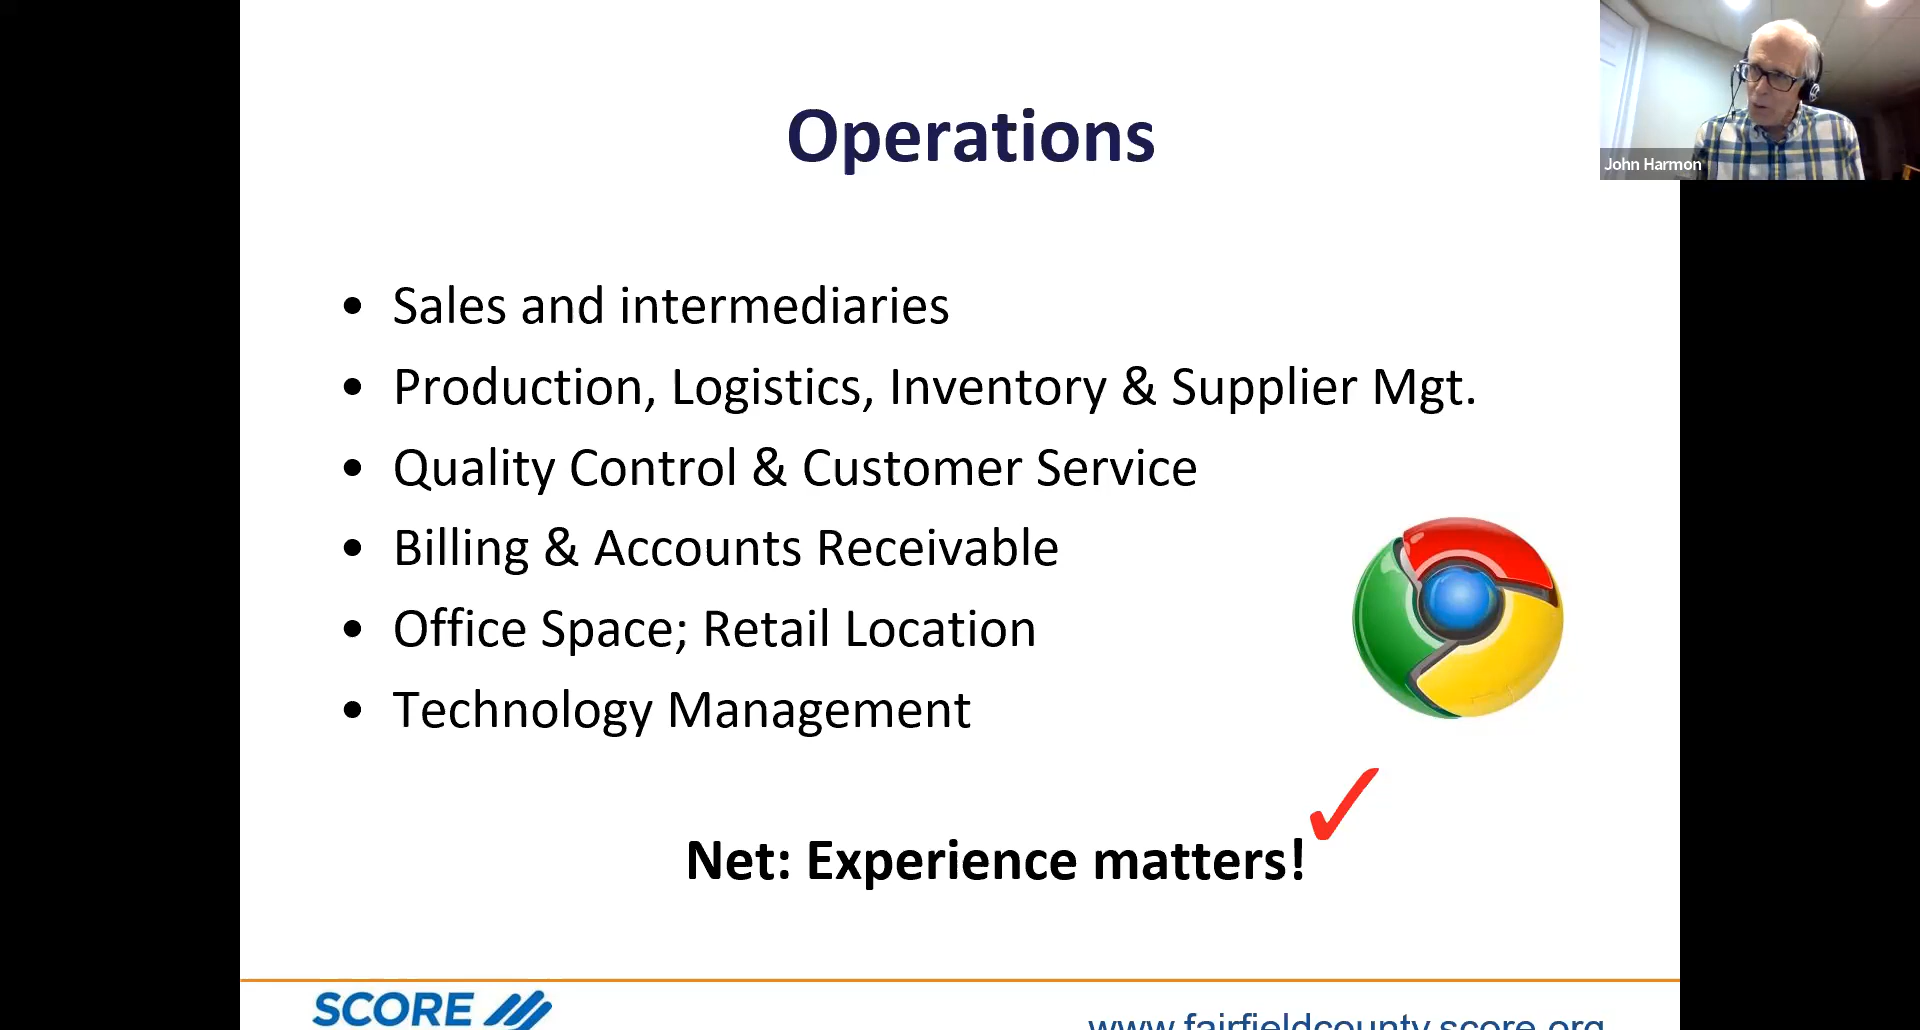 Operations
John Harmon
• Sales and intermediaries
• Production, Logistics, Inventory & Supplier Mgt.
• Quality Control & Customer Service
• Billing & Accounts Receivable
• Office Space; Retail Location
• Technology Management
Net: Experience matters!
SCORE
www.fairfieldcounty.score.org